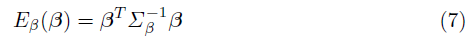 E_β(β) = β^T Σ_β^{-1} β (7)